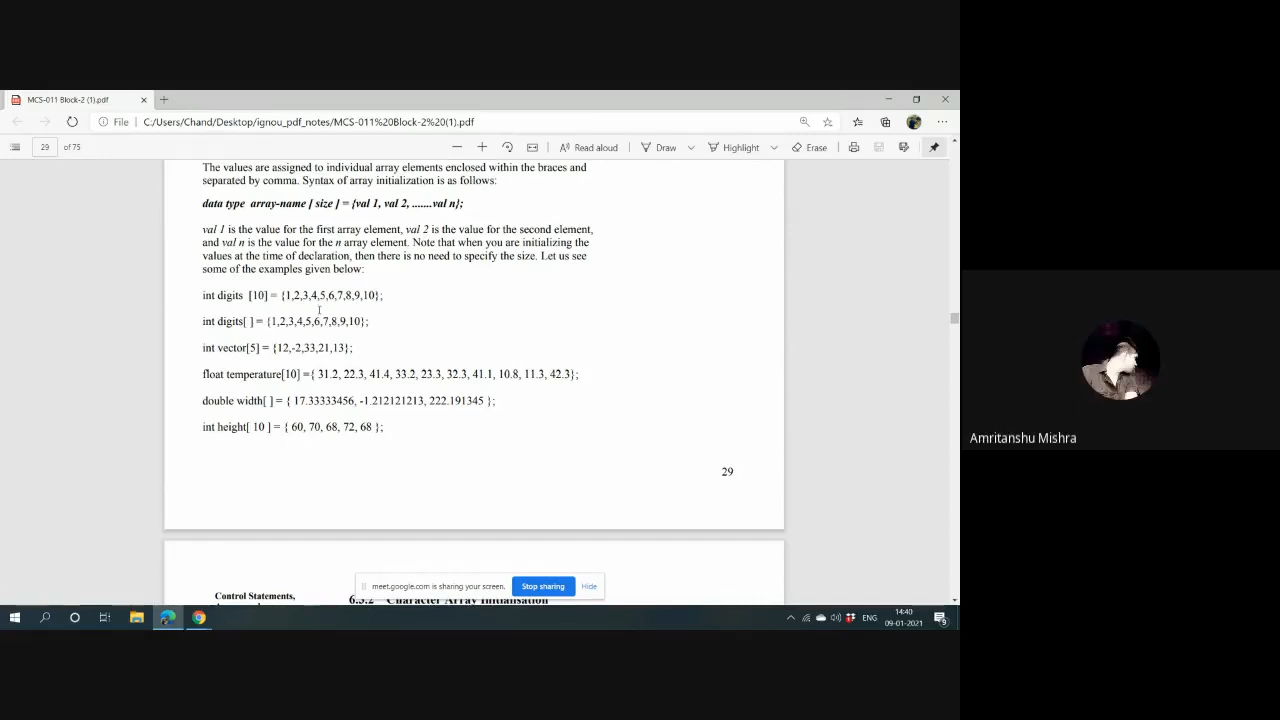 MCS-011 Block-2 (1).pdf
File C:/Users/Chand/Desktop/ignou_pdf_notes/MCS-011%20Block-2%20(1).pdf
29 of 75 Read aloud Draw Highlight Erase
The values are assigned to individual array elements enclosed within the braces and
separated by comma. Syntax of array initialization is as follows:
data type array-name [ size ] = {val 1, val 2, .......val n};
val 1 is the value for the first array element, val 2 is the value for the second element,
and val n is the value for the n array element. Note that when you are initializing the
values at the time of declaration, then there is no need to specify the size. Let us see
some of the examples given below:
int digits [10] = {1,2,3,4,5,6,7,8,9,10};
int digits[ ] = {1,2,3,4,5,6,7,8,9,10};
int vector[5] = {12,-2,33,21,13};
float temperature[10] ={ 31.2, 22.3, 41.4, 33.2, 23.3, 32.3, 41.1, 10.8, 11.3, 42.3};
double width[ ] = { 17.33333456, -1.212121213, 222.191345 };
int height[ 10 ] = { 60, 70, 68, 72, 68 };
29
Amritanshu Mishra
meet.google.com is sharing your screen. Stop sharing Hide
Control Statements,
Character Array Initialisation
ENG
14:40
09-01-2021